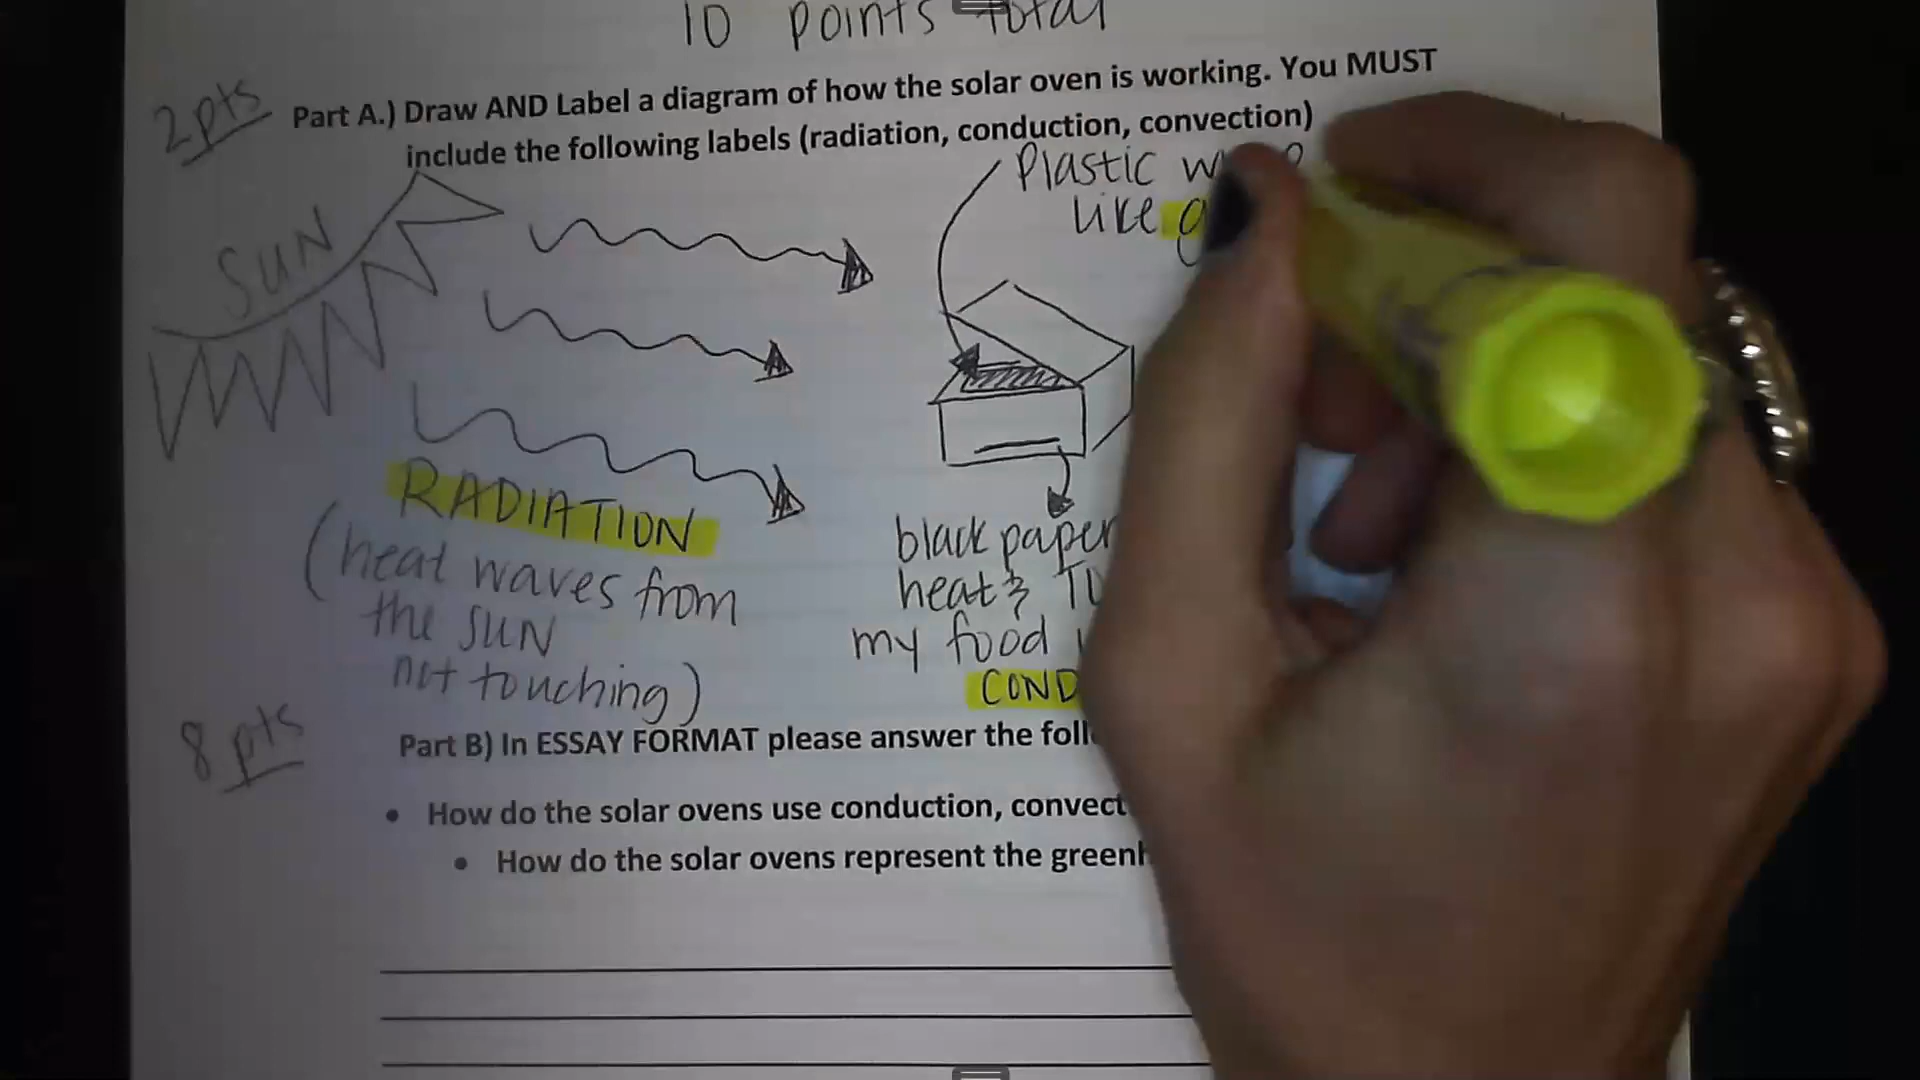 10 points total
2pts
Part A.) Draw AND Label a diagram of how the solar oven is working. You MUST
include the following labels (radiation, conduction, convection)
Plastic
like
SUN
RADIATION
(heat waves from
the SUN
not touching)
black paper
heat &
my food
COND
8 pts
Part B) In ESSAY FORMAT please answer the foll
How do the solar ovens use conduction, convect
How do the solar ovens represent the green